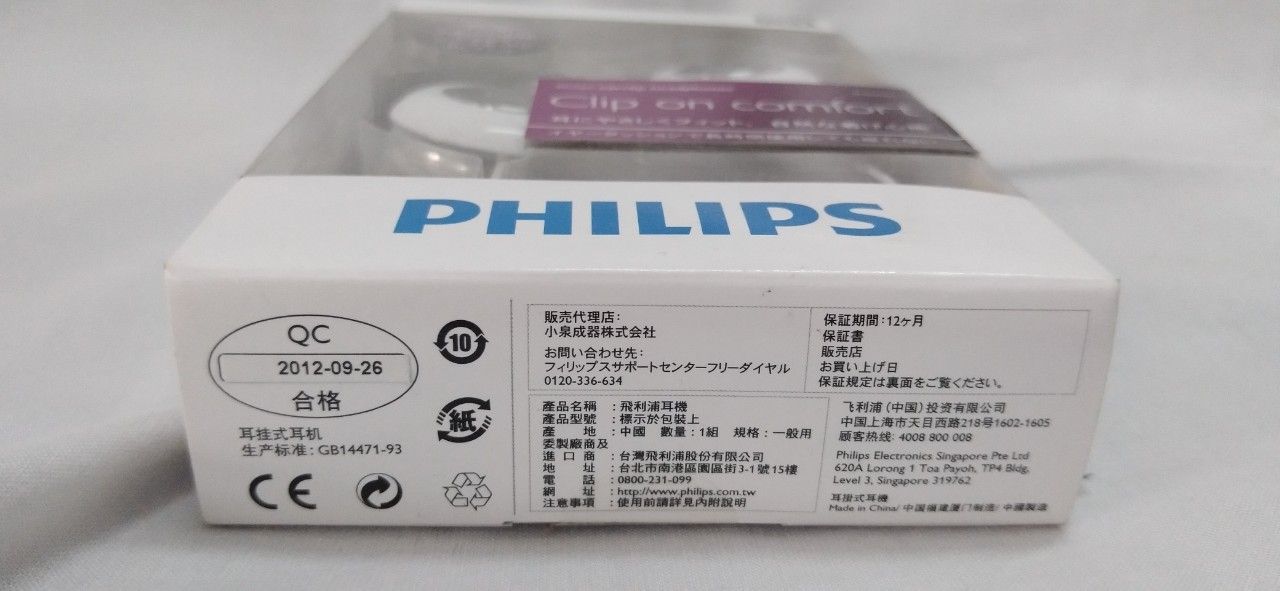 Clip on comfort
PHILIPS
QC
2012-09-26
合格
耳挂式耳机
生产标准: GB14471-93
CE
10
紙
販売代理店:
小泉成器株式会社
お問い合わせ先:
フィリップスサポートセンターフリーダイヤル
0120-336-634
保証期間:12ヶ月
保証書
販売店
お買い上げ日
保証規定は裏面をご覧ください。
產品名稱 : 飛利浦耳機
產品型號 : 標示於包裝上
產 地 : 中國 數量 : 1組 規格 : 一般用
委製廠商及
進口商 : 台灣飛利浦股份有限公司
地 址 : 台北市南港區園區街3-1號15樓
電 話 : 0800-231-099
網 址 : http://www.philips.com.tw
注意事項 : 使用前請詳見內附說明
飞利浦 (中国) 投资有限公司
中国上海市天目西路218号1602-1605
顾客热线: 4008 800 008
Philips Electronics Singapore Pte Ltd
620A Lorong 1 Toa Payoh, TP4 Bldg,
Level 3, Singapore 319762
耳掛式耳機
Made in China/ 中国福建厦门制造/ 中國製造